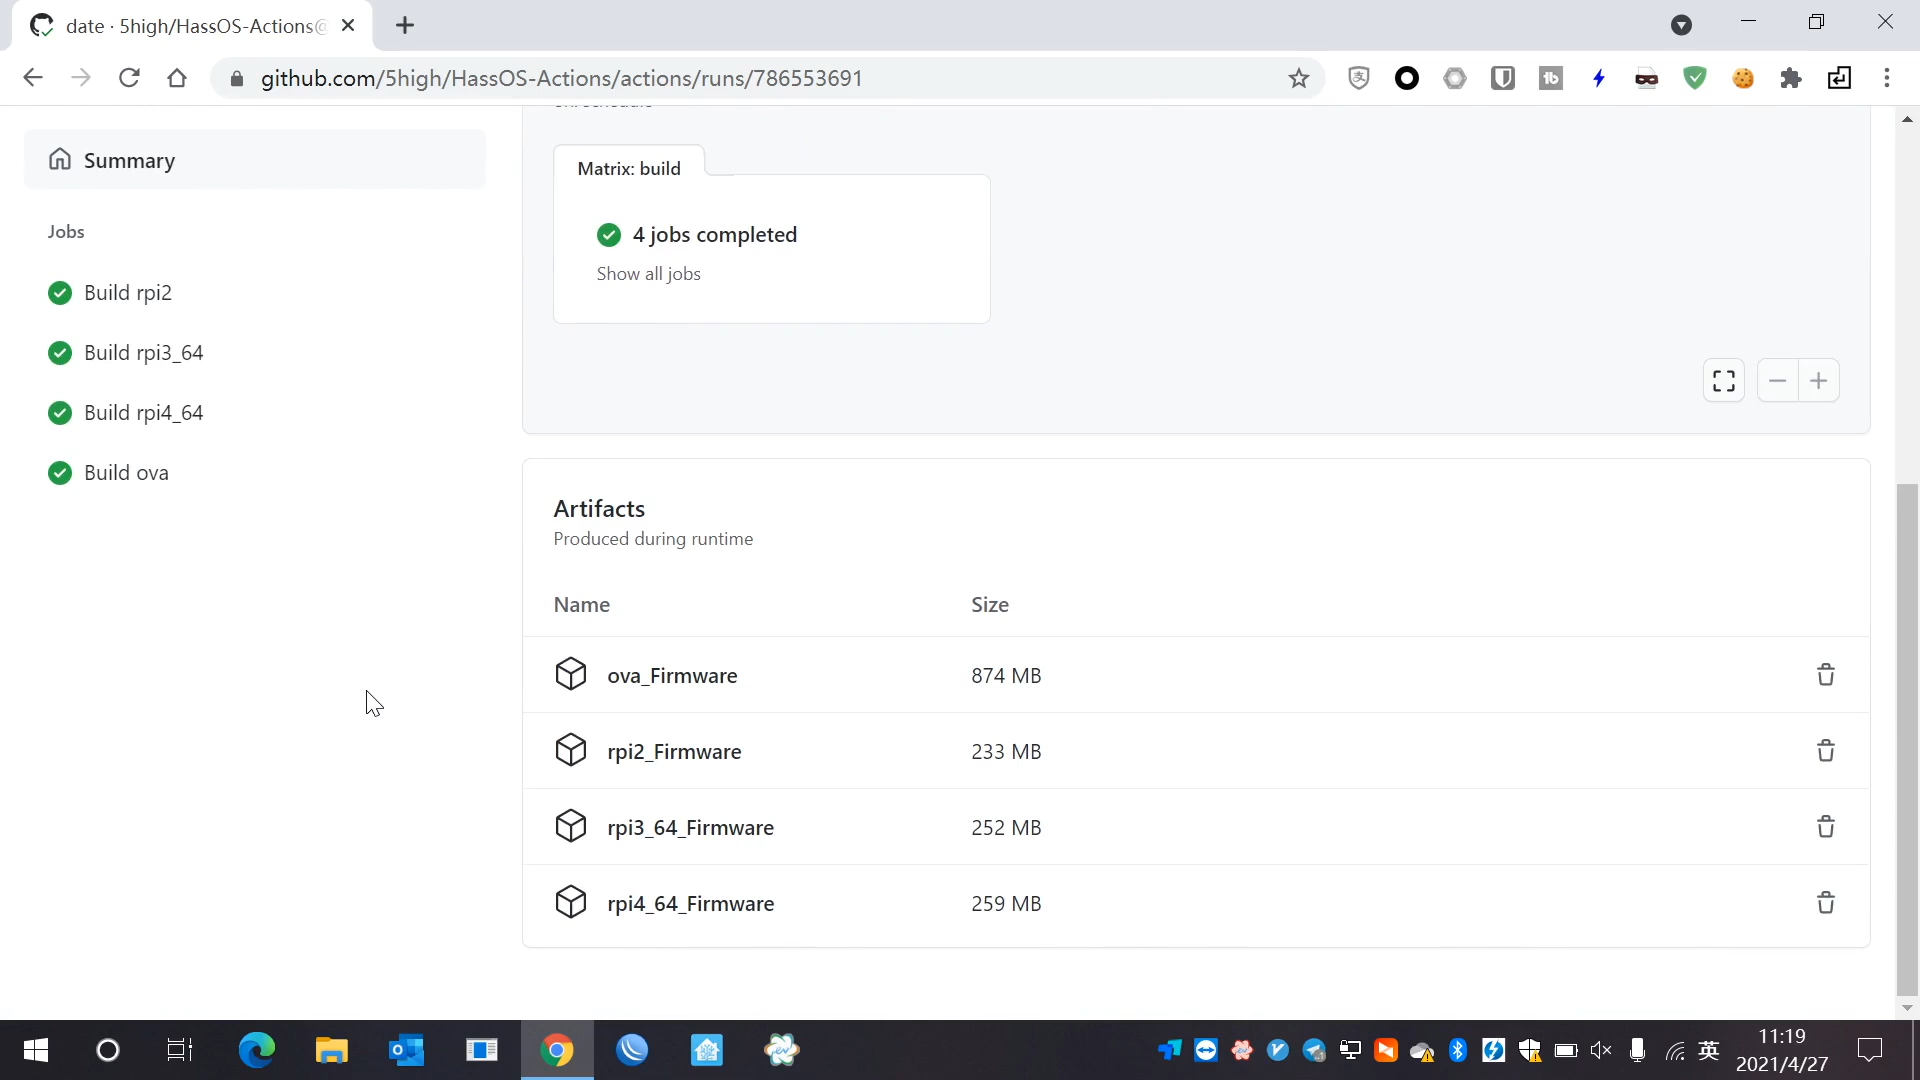 date · 5high/HassOS-Actions@
github.com/5high/HassOS-Actions/actions/runs/786553691
Summary
Jobs
Build rpi2
Build rpi3_64
Build rpi4_64
Build ova
Matrix: build
4 jobs completed
Show all jobs
Artifacts
Produced during runtime
Name Size
ova_Firmware 874 MB
rpi2_Firmware 233 MB
rpi3_64_Firmware 252 MB
rpi4_64_Firmware 259 MB
英
11:19
2021/4/27